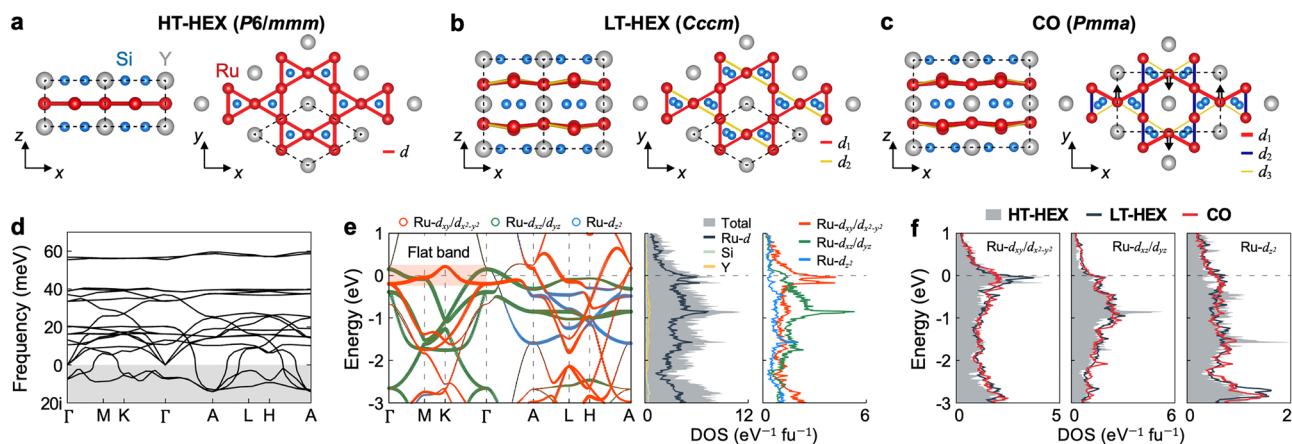 a HT-HEX (P6/mmm)
Si Y
Ru
z
x
y
x
d
b LT-HEX (Cccm)
z
x
y
x
d₁
d₂
c CO (Pmma)
z
x
y
x
d₁
d₂
d₃
d
Frequency (meV)
60
40
20
0
20i
Γ M K Γ A L H A
e
Ru-dxy/dx²-y² Ru-dxz/dyz Ru-dz²
Flat band
Energy (eV)
1
0
-1
-2
-3
Γ M K Γ A L H A
Total
Ru-d
Si
Y
0 12
Ru-dxy/dx²-y²
Ru-dxz/dyz
Ru-dz²
0 6
DOS (eV⁻¹ fu⁻¹)
f
HT-HEX LT-HEX CO
Ru-dxy/dx²-y² Ru-dxz/dyz Ru-dz²
Energy (eV)
1
0
-1
-2
-3
0 5 0 6 0 2
DOS (eV⁻¹ fu⁻¹)